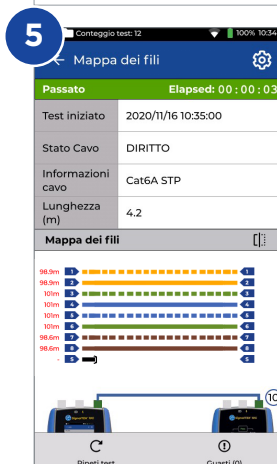 5
Conteggio test: 12 100% 10:34
← Mappa dei fili
Passato Elapsed: 00:00:03
Test iniziato 2020/11/16 10:35:00
Stato Cavo DIRITTO
Informazioni cavo Cat6A STP
Lunghezza (m) 4.2
Mappa dei fili
98.9m 1 1
98.9m 2 2
101m 3 3
101m 4 4
101m 5 5
101m 6 6
98.6m 7 7
98.6m 8 8
- S S
10
Ripeti test Guasti (0)